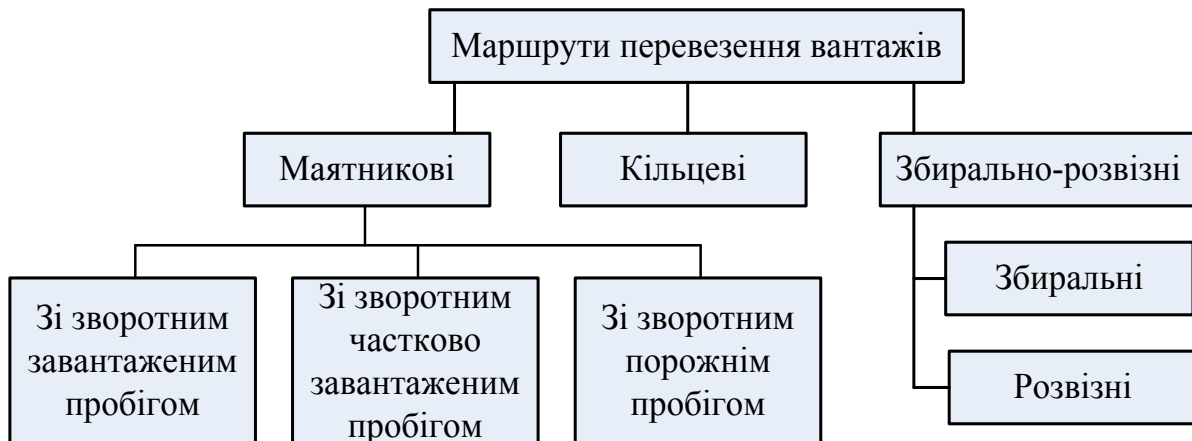 Маршрути перевезення вантажів
Маятникові
Кільцеві
Збирально-розвізні
Зі зворотним
завантаженим
пробігом
Зі зворотним
частково
завантаженим
пробігом
Зі зворотним
порожнім
пробігом
Збиральні
Розвізні